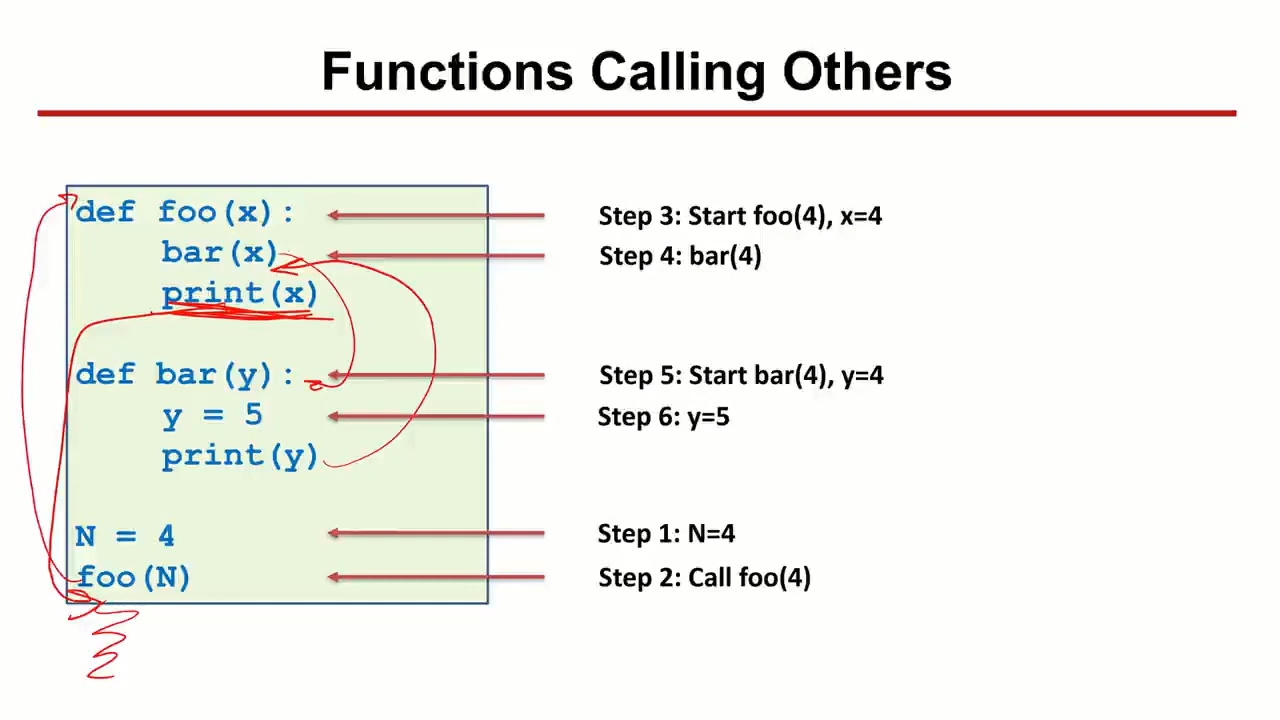 Functions Calling Others
def foo(x):
    bar(x)
    print(x)
def bar(y):
    y = 5
    print(y)
N = 4
foo(N)
Step 3: Start foo(4), x=4
Step 4: bar(4)
Step 5: Start bar(4), y=4
Step 6: y=5
Step 1: N=4
Step 2: Call foo(4)